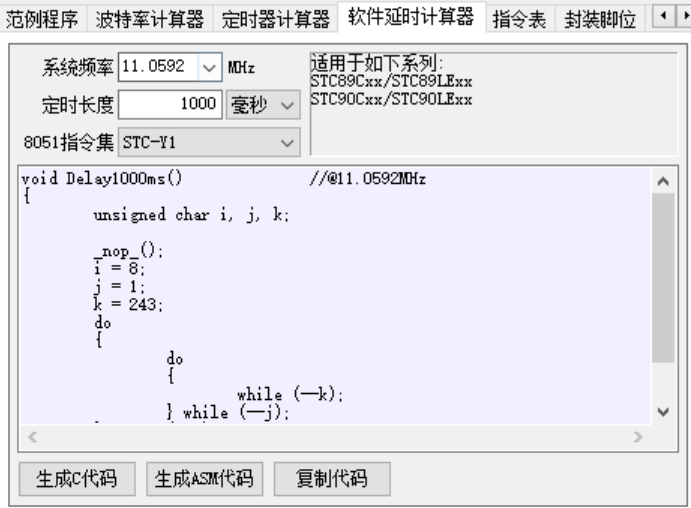 范例程序 波特率计算器 定时器计算器 软件延时计算器 指令表 封装脚位
系统频率 11.0592 MHz
定时长度 1000 毫秒
8051指令集 STC-Y1
适用于如下系列:
STC89Cxx/STC89LExx
STC90Cxx/STC90LExx
void Delay1000ms() //@11.0592MHz
{
unsigned char i, j, k;
_nop_();
i = 8;
j = 1;
k = 243;
do
{
do
{
while (--k);
} while (--j);
生成C代码 生成ASM代码 复制代码